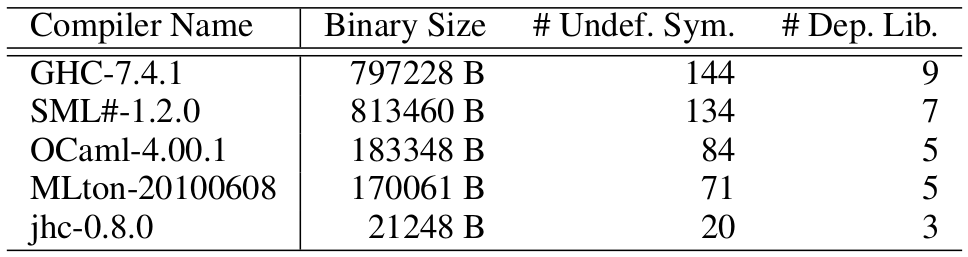 Compiler Name Binary Size # Undef. Sym. # Dep. Lib.
GHC-7.4.1 797228 B 144 9
SML#-1.2.0 813460 B 134 7
OCaml-4.00.1 183348 B 84 5
MLton-20100608 170061 B 71 5
jhc-0.8.0 21248 B 20 3